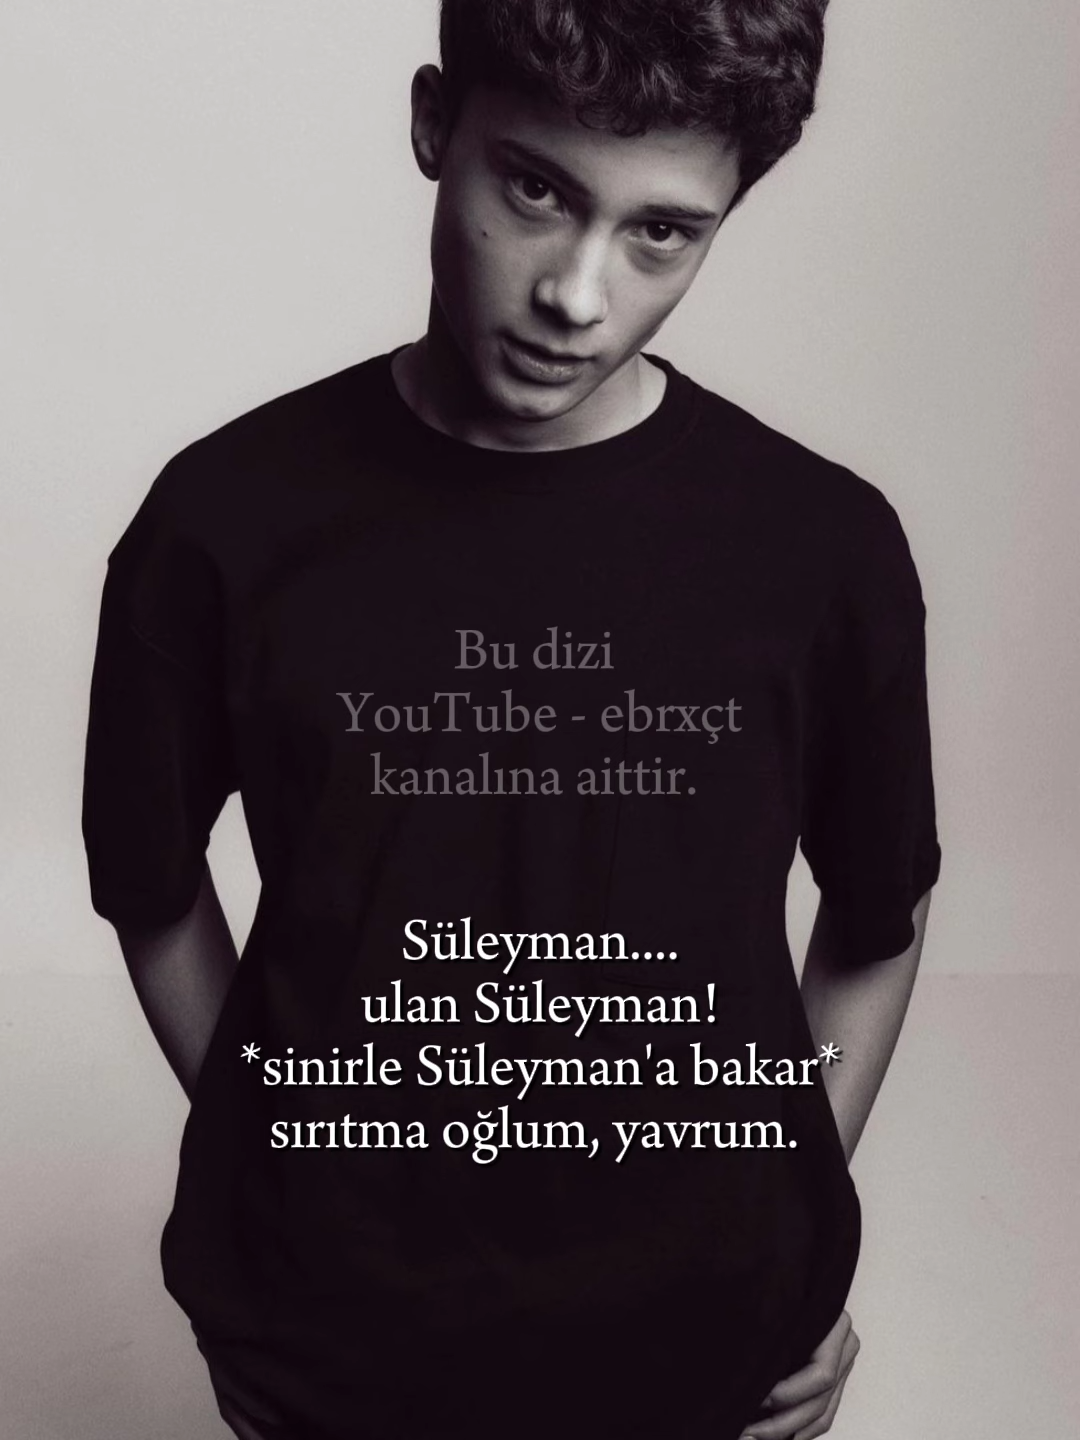 Bu dizi
YouTube - ebrxçt
kanalına aittir.
Süleyman....
ulan Süleyman!
*sinirle Süleyman'a bakar*
sırıtma oğlum, yavrum.